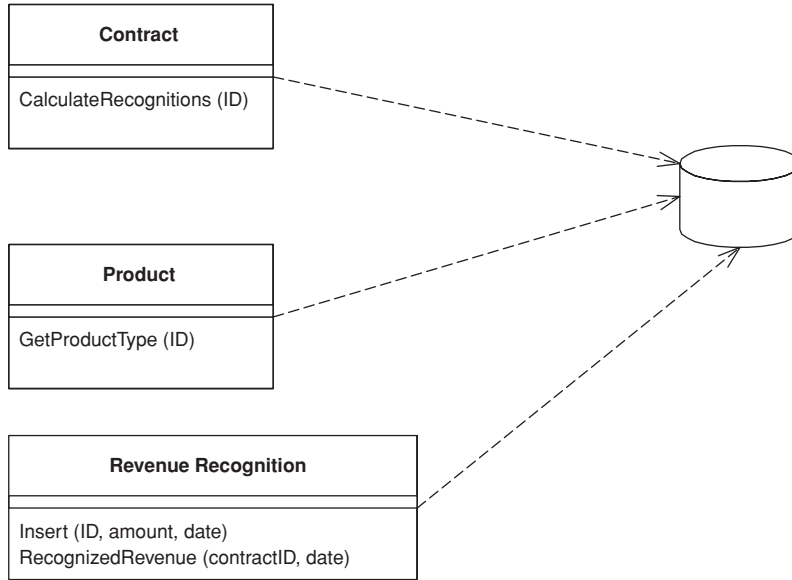 Contract
CalculateRecognitions (ID)
Product
GetProductType (ID)
Revenue Recognition
Insert (ID, amount, date)
RecognizedRevenue (contractID, date)